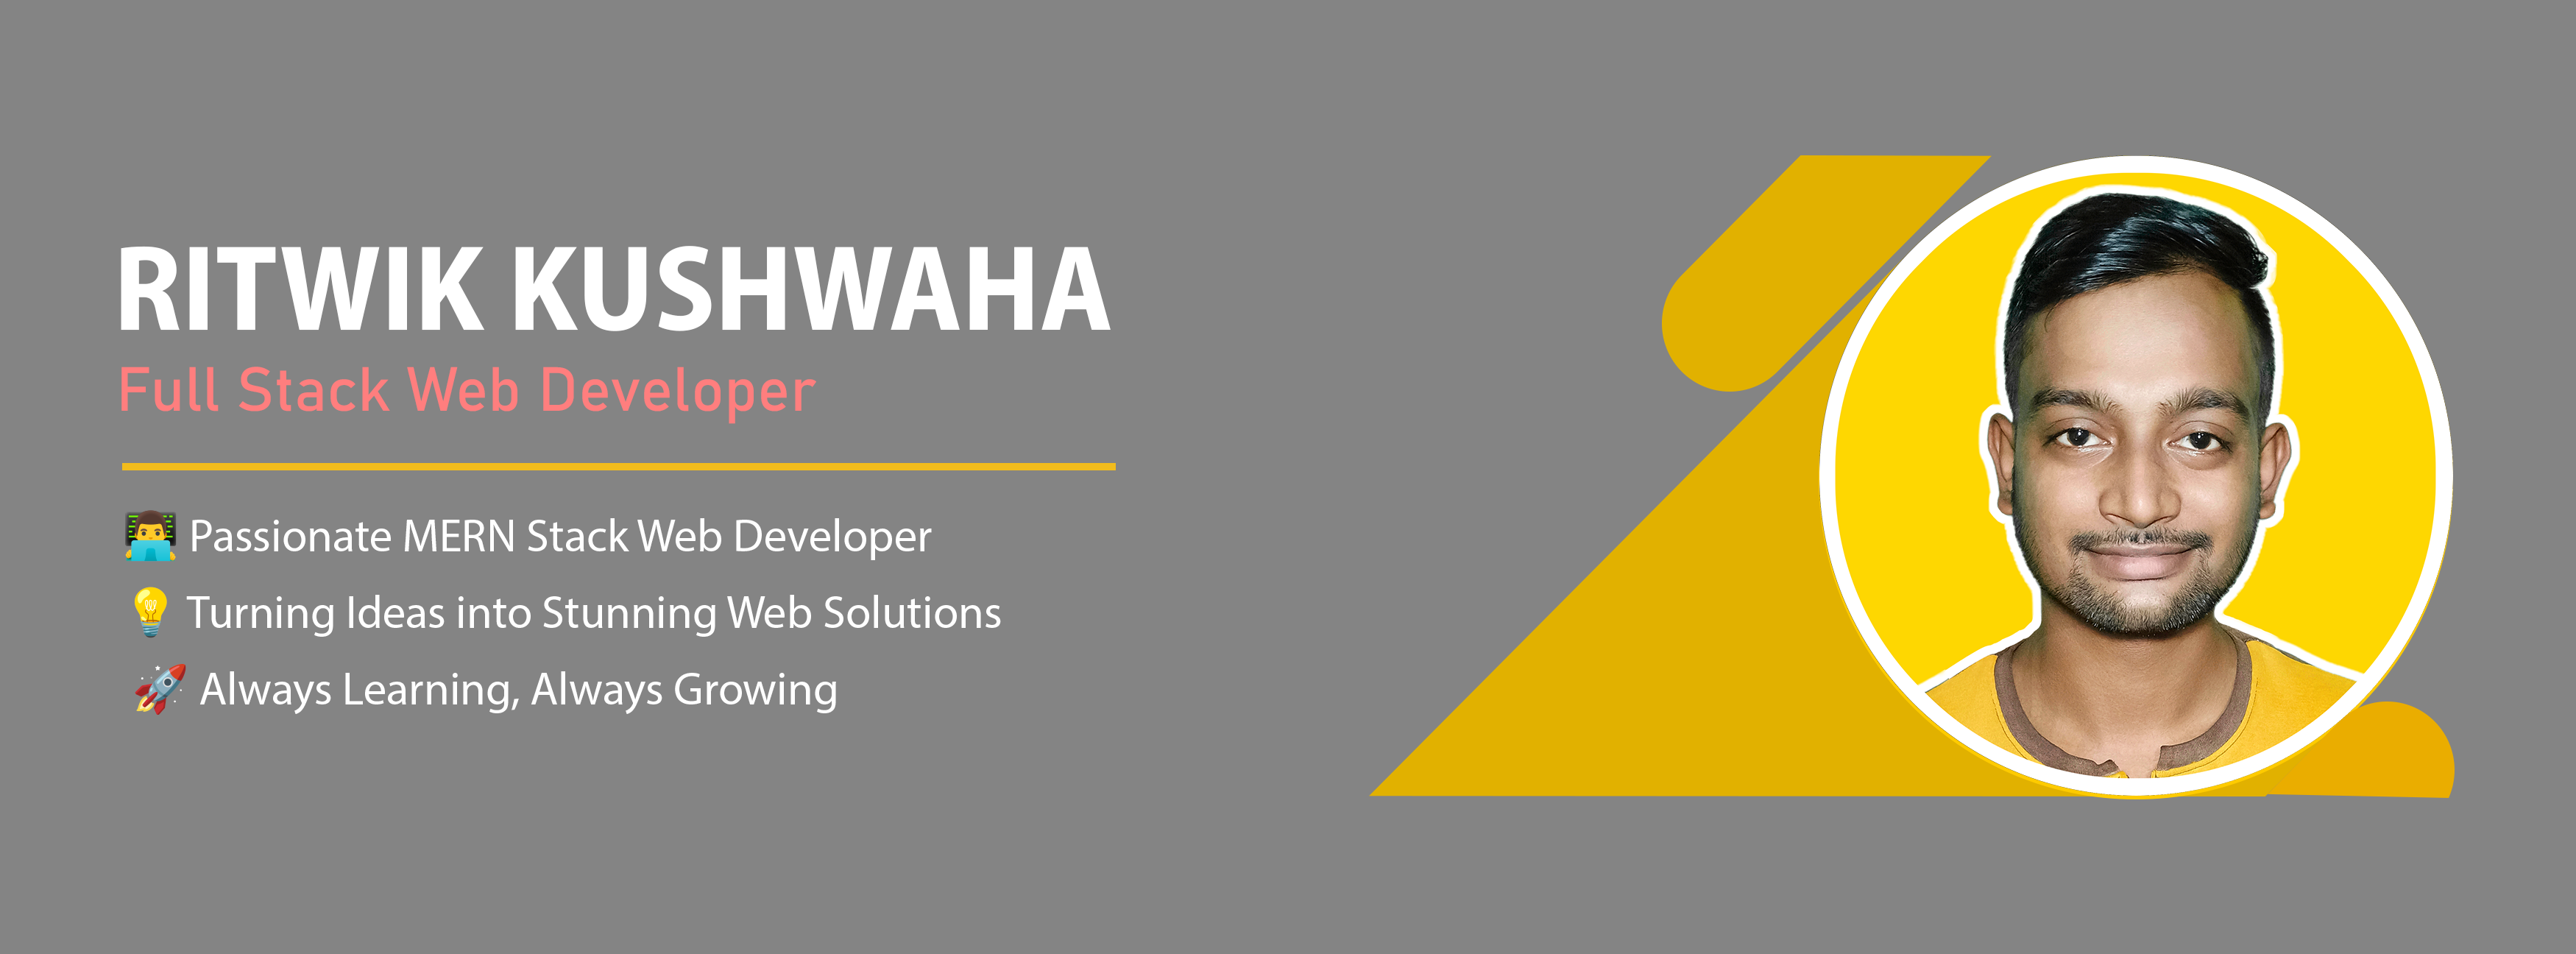 RITWIK KUSHWAHA
Full Stack Web Developer
👨‍💻 Passionate MERN Stack Web Developer
💡 Turning Ideas into Stunning Web Solutions
🚀 Always Learning, Always Growing